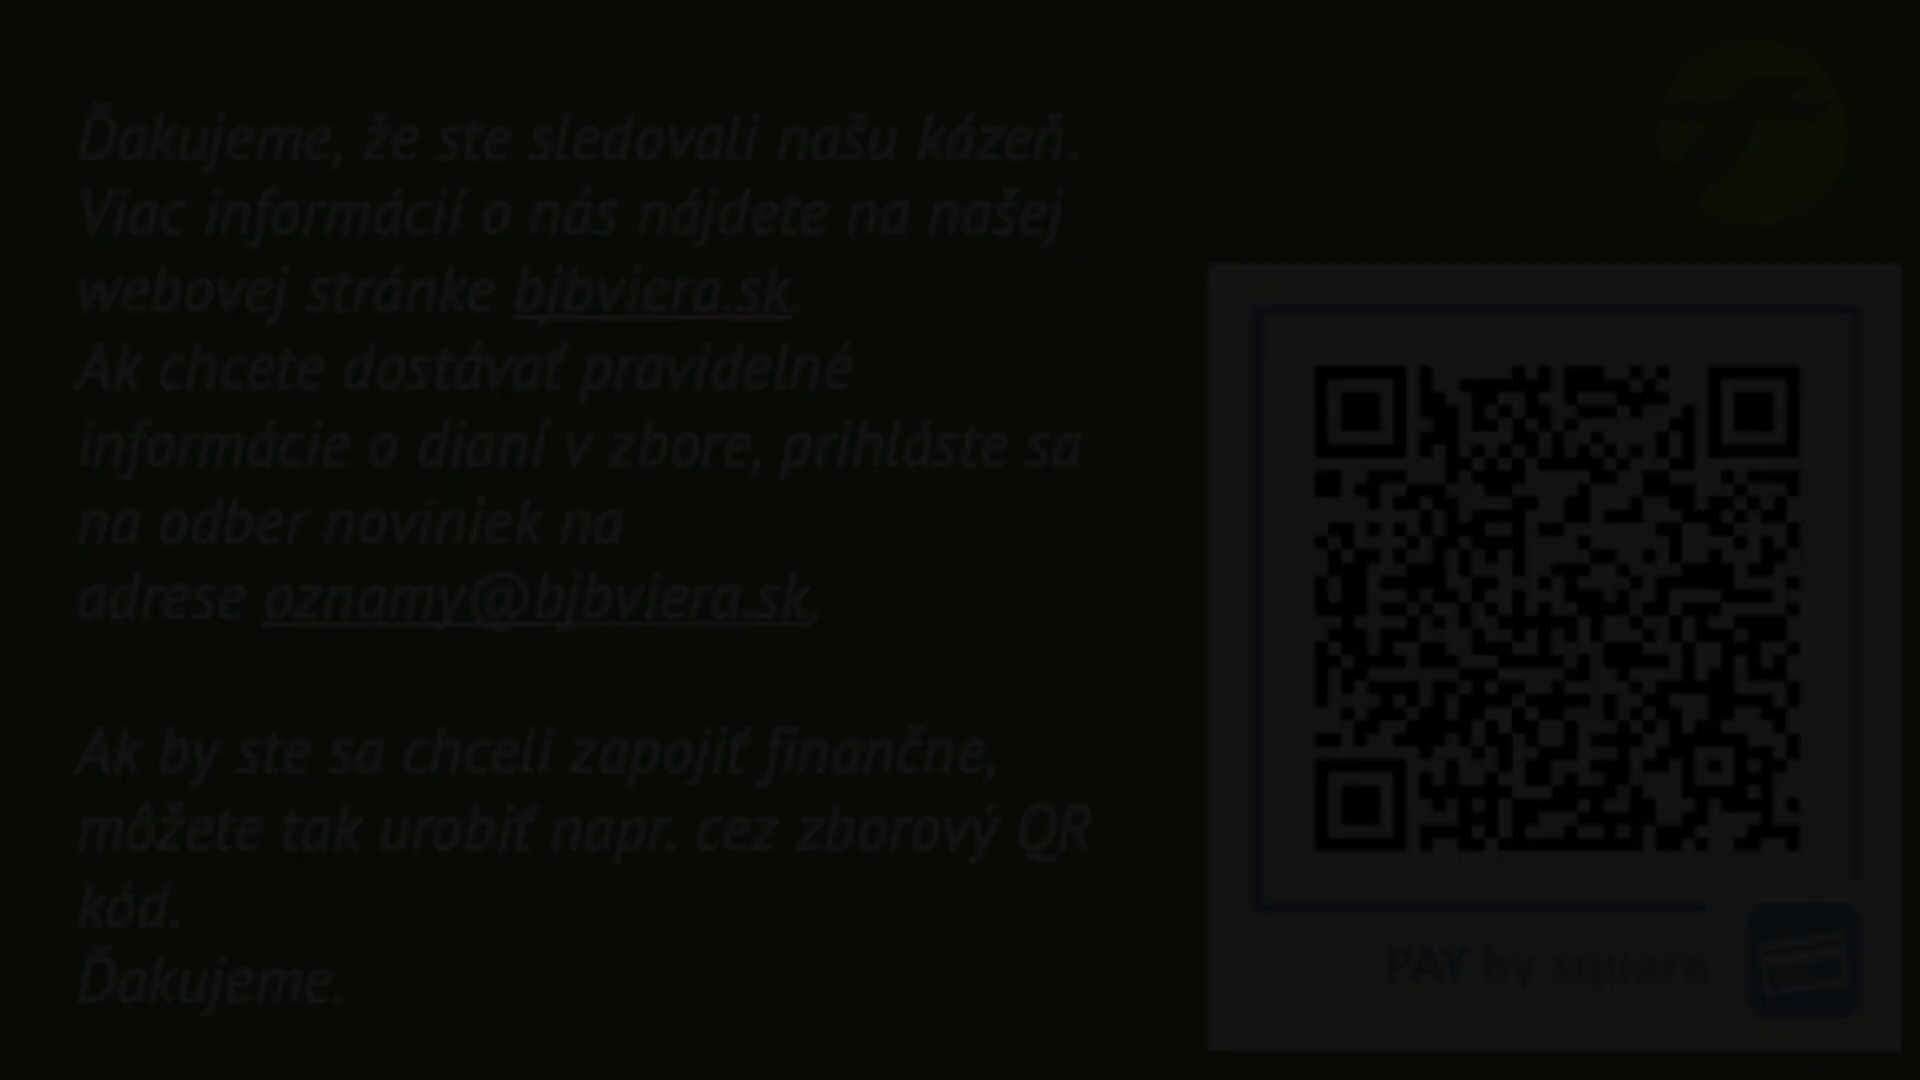 Ďakujeme, že ste sledovali našu kázeň.
Viac informácií o nás nájdete na našej
webovej stránke bjbviera.sk.
Ak chcete dostávať pravidelné
informácie o dianí v zbore, prihláste sa
na odber noviniek na
adrese oznamy@bjbviera.sk.
Ak by ste sa chceli zapojiť finančne,
môžete tak urobiť napr. cez zborový QR
kód.
Ďakujeme.
PAY by square